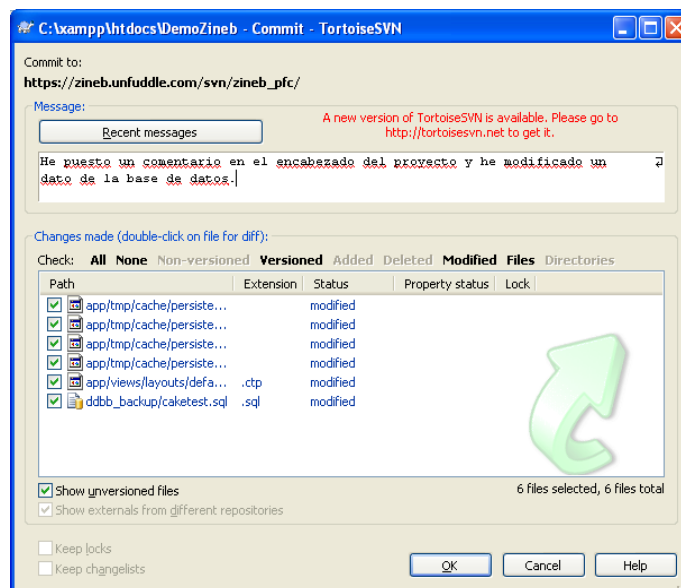 C:\xampp\htdocs\DemoZineb - Commit - TortoiseSVN
Commit to:
https://zineb.unfuddle.com/svn/zineb_pfc/
Message:
Recent messages
A new version of TortoiseSVN is available. Please go to
http://tortoisesvn.net to get it.
He puesto un comentario en el encabezado del proyecto y he modificado un
dato de la base de datos.
Changes made (double-click on file for diff):
Check: All None Non-versioned Versioned Added Deleted Modified Files Directories
Path Extension Status Property status Lock
app/tmp/cache/persiste... modified
app/tmp/cache/persiste... modified
app/tmp/cache/persiste... modified
app/tmp/cache/persiste... modified
app/views/layouts/defa... .ctp modified
ddbb_backup/caketest.sql .sql modified
Show unversioned files
6 files selected, 6 files total
Show externals from different repositories
Keep locks
Keep changelists
OK Cancel Help